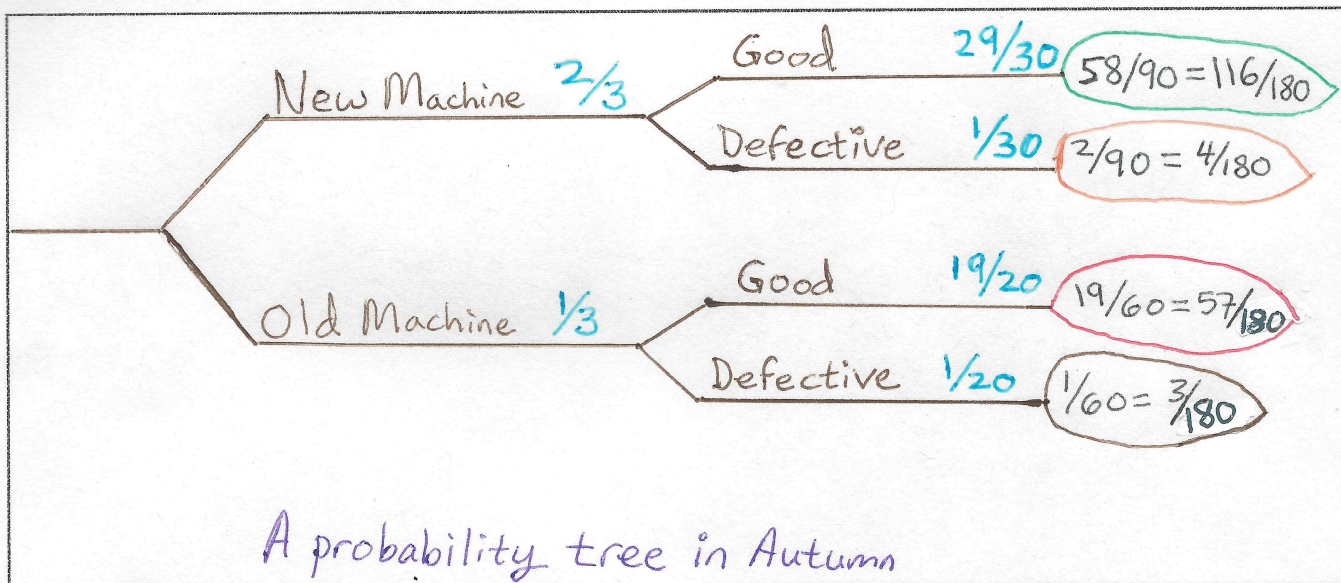 Good 29/30 58/90 = 116/180
New Machine 2/3
Defective 1/30 2/90 = 4/180
Good 19/20 19/60 = 57/180
Old Machine 1/3
Defective 1/20 1/60 = 3/180
A probability tree in Autumn